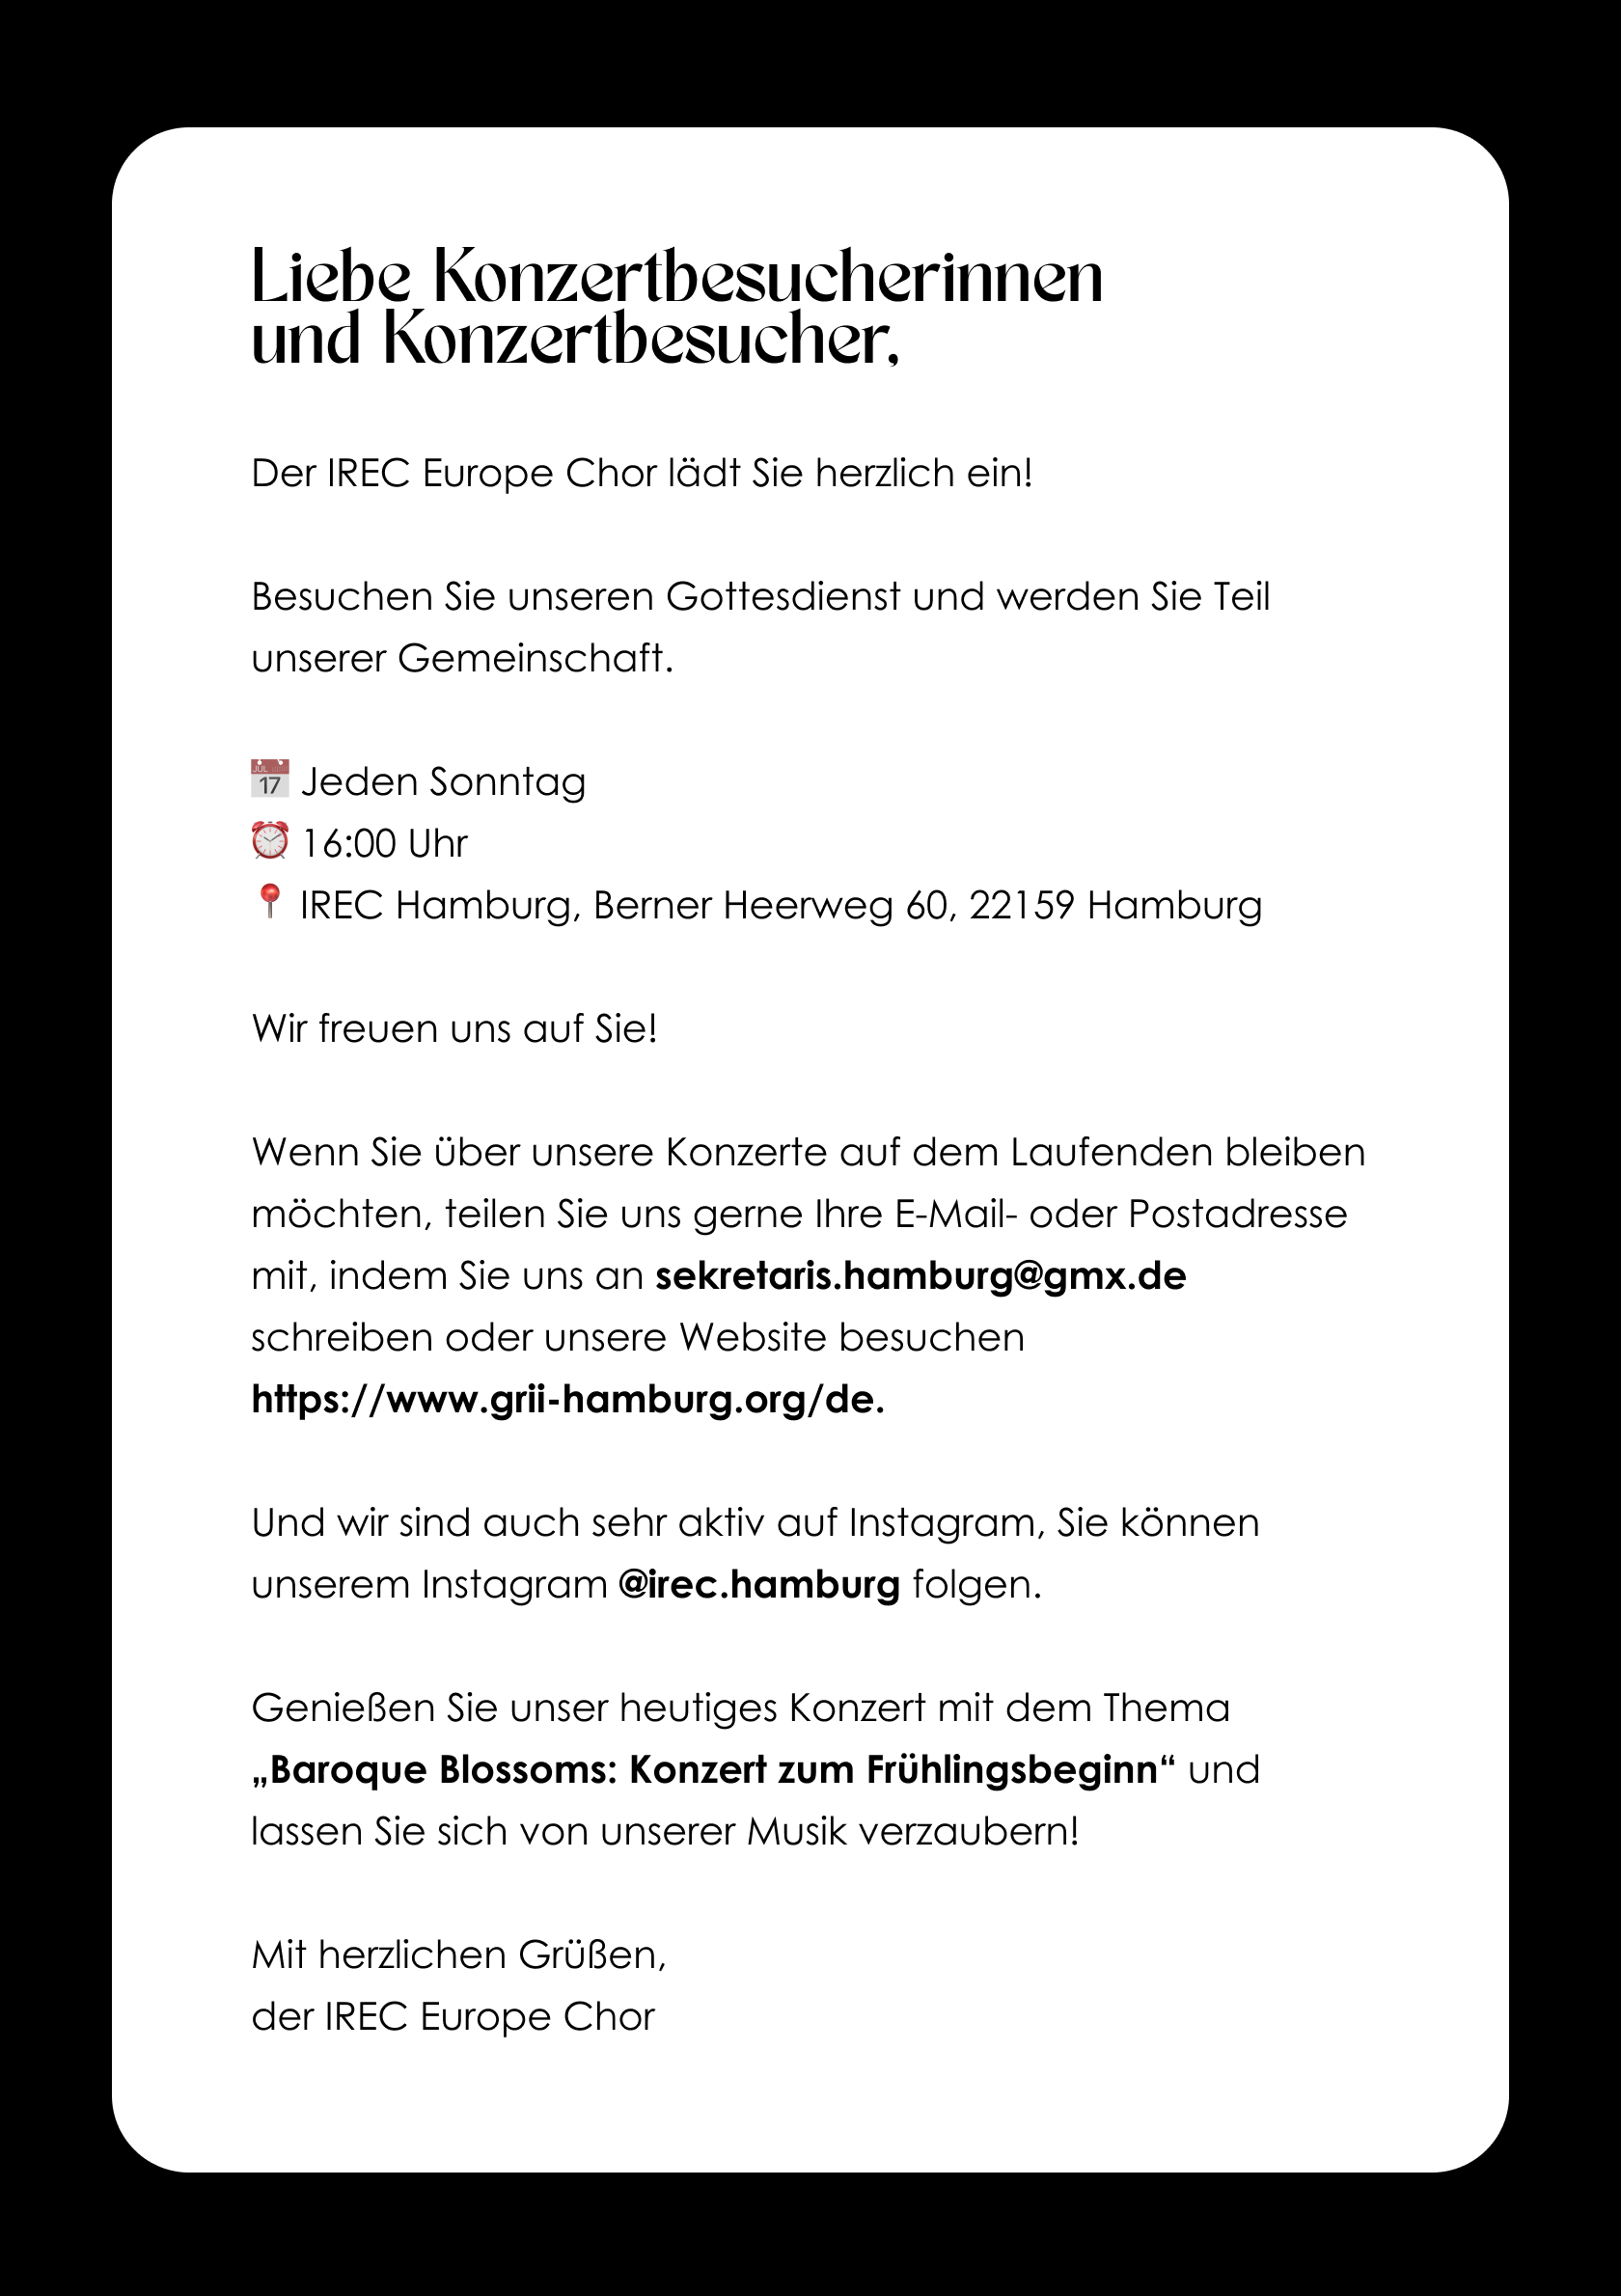 Liebe Konzertbesucherinnen
und Konzertbesucher,
Der IREC Europe Chor lädt Sie herzlich ein!
Besuchen Sie unseren Gottesdienst und werden Sie Teil
unserer Gemeinschaft.
📅 Jeden Sonntag
⏰ 16:00 Uhr
📍 IREC Hamburg, Berner Heerweg 60, 22159 Hamburg
Wir freuen uns auf Sie!
Wenn Sie über unsere Konzerte auf dem Laufenden bleiben
möchten, teilen Sie uns gerne Ihre E-Mail- oder Postadresse
mit, indem Sie uns an sekretaris.hamburg@gmx.de
schreiben oder unsere Website besuchen
https://www.grii-hamburg.org/de.
Und wir sind auch sehr aktiv auf Instagram, Sie können
unserem Instagram @irec.hamburg folgen.
Genießen Sie unser heutiges Konzert mit dem Thema
„Baroque Blossoms: Konzert zum Frühlingsbeginn“ und
lassen Sie sich von unserer Musik verzaubern!
Mit herzlichen Grüßen,
der IREC Europe Chor